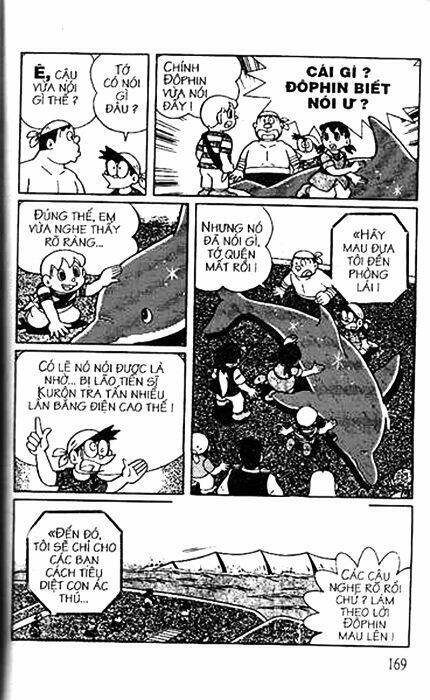 Ê, CẬU
VỪA NÓI
GÌ THẾ ?
TỚ
CÓ NÓI
GÌ
ĐÂU ?
CHÍNH
ĐÔPHIN
VỪA NÓI
ĐẤY !
CÁI GÌ ?
ĐÔPHIN BIẾT
NÓI Ư ?
ĐÚNG THẾ, EM
VỪA NGHE THẤY
RÕ RÀNG...
NHƯNG NÓ
ĐÃ NÓI GÌ,
TỚ QUÊN
MẤT RỒI !
«HÃY
MAU ĐƯA
TÔI ĐẾN
PHÒNG
LÁI !
CÓ LẼ NÓ NÓI ĐƯỢC LÀ
NHỜ... BỊ LÃO TIẾN SĨ
KURÔN TRA TẤN NHIỀU
LẦN BẰNG ĐIỆN CAO THẾ !
«ĐẾN ĐÓ,
TÔI SẼ CHỈ CHO
CÁC BẠN
CÁCH TIÊU
DIỆT CON ÁC
THÚ...
CÁC CẬU
NGHE RÕ RỒI
CHỨ ? LÀM
THEO LỜI
ĐÔPHIN
MAU LÊN !
169